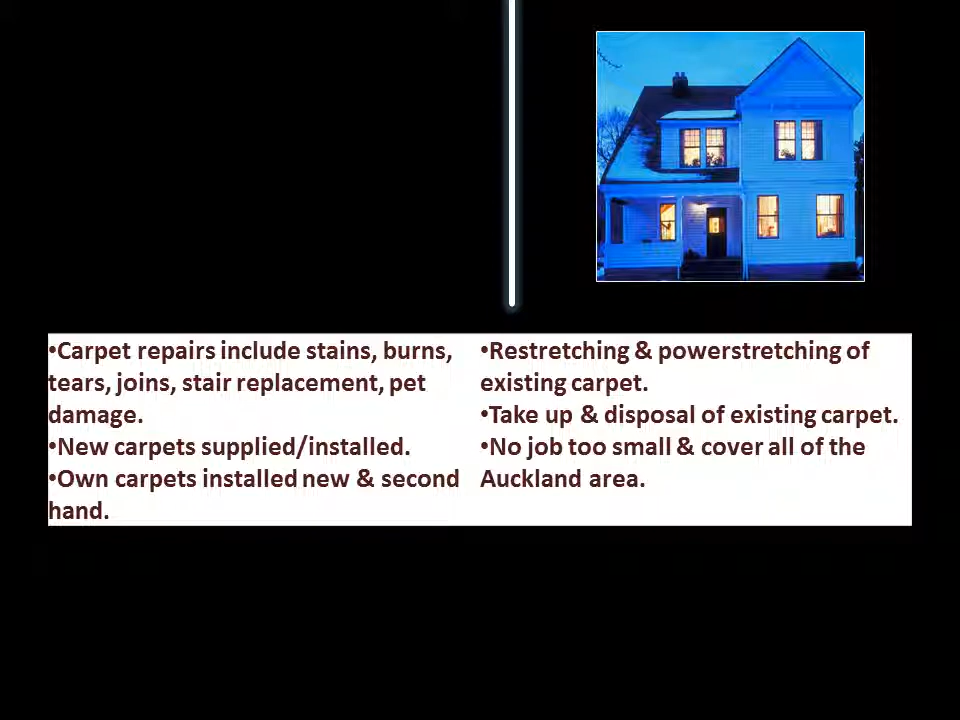 •Carpet repairs include stains, burns,
tears, joins, stair replacement, pet
damage.
•New carpets supplied/installed.
•Own carpets installed new & second
hand.
•Restretching & powerstretching of
existing carpet.
•Take up & disposal of existing carpet.
•No job too small & cover all of the
Auckland area.